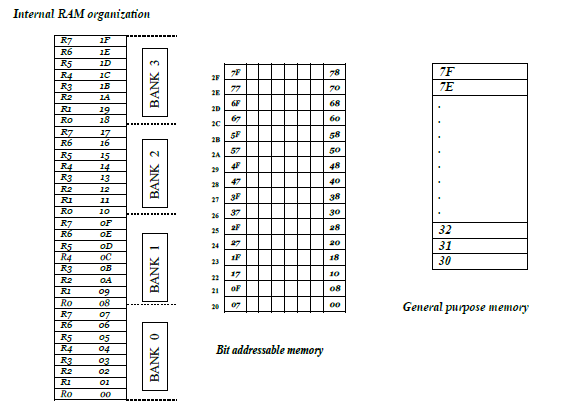 Internal RAM organization
R7 1F
R6 1E
R5 1D
R4 1C
R3 1B
R2 1A
R1 19
R0 18
R7 17
R6 16
R5 15
R4 14
R3 13
R2 12
R1 11
R0 10
R7 0F
R6 0E
R5 0D
R4 0C
R3 0B
R2 0A
R1 09
R0 08
R7 07
R6 06
R5 05
R4 04
R3 03
R2 02
R1 01
R0 00
BANK 3
BANK 2
BANK 1
BANK 0
2F 7F 78
2E 77 70
2D 6F 68
2C 67 60
2B 5F 58
2A 57 50
29 4F 48
28 47 40
27 3F 38
26 37 30
25 2F 28
24 27 20
23 1F 18
22 17 10
21 0F 08
20 07 00
Bit addressable memory
7F
7E
.
.
.
.
.
.
.
.
32
31
30
General purpose memory